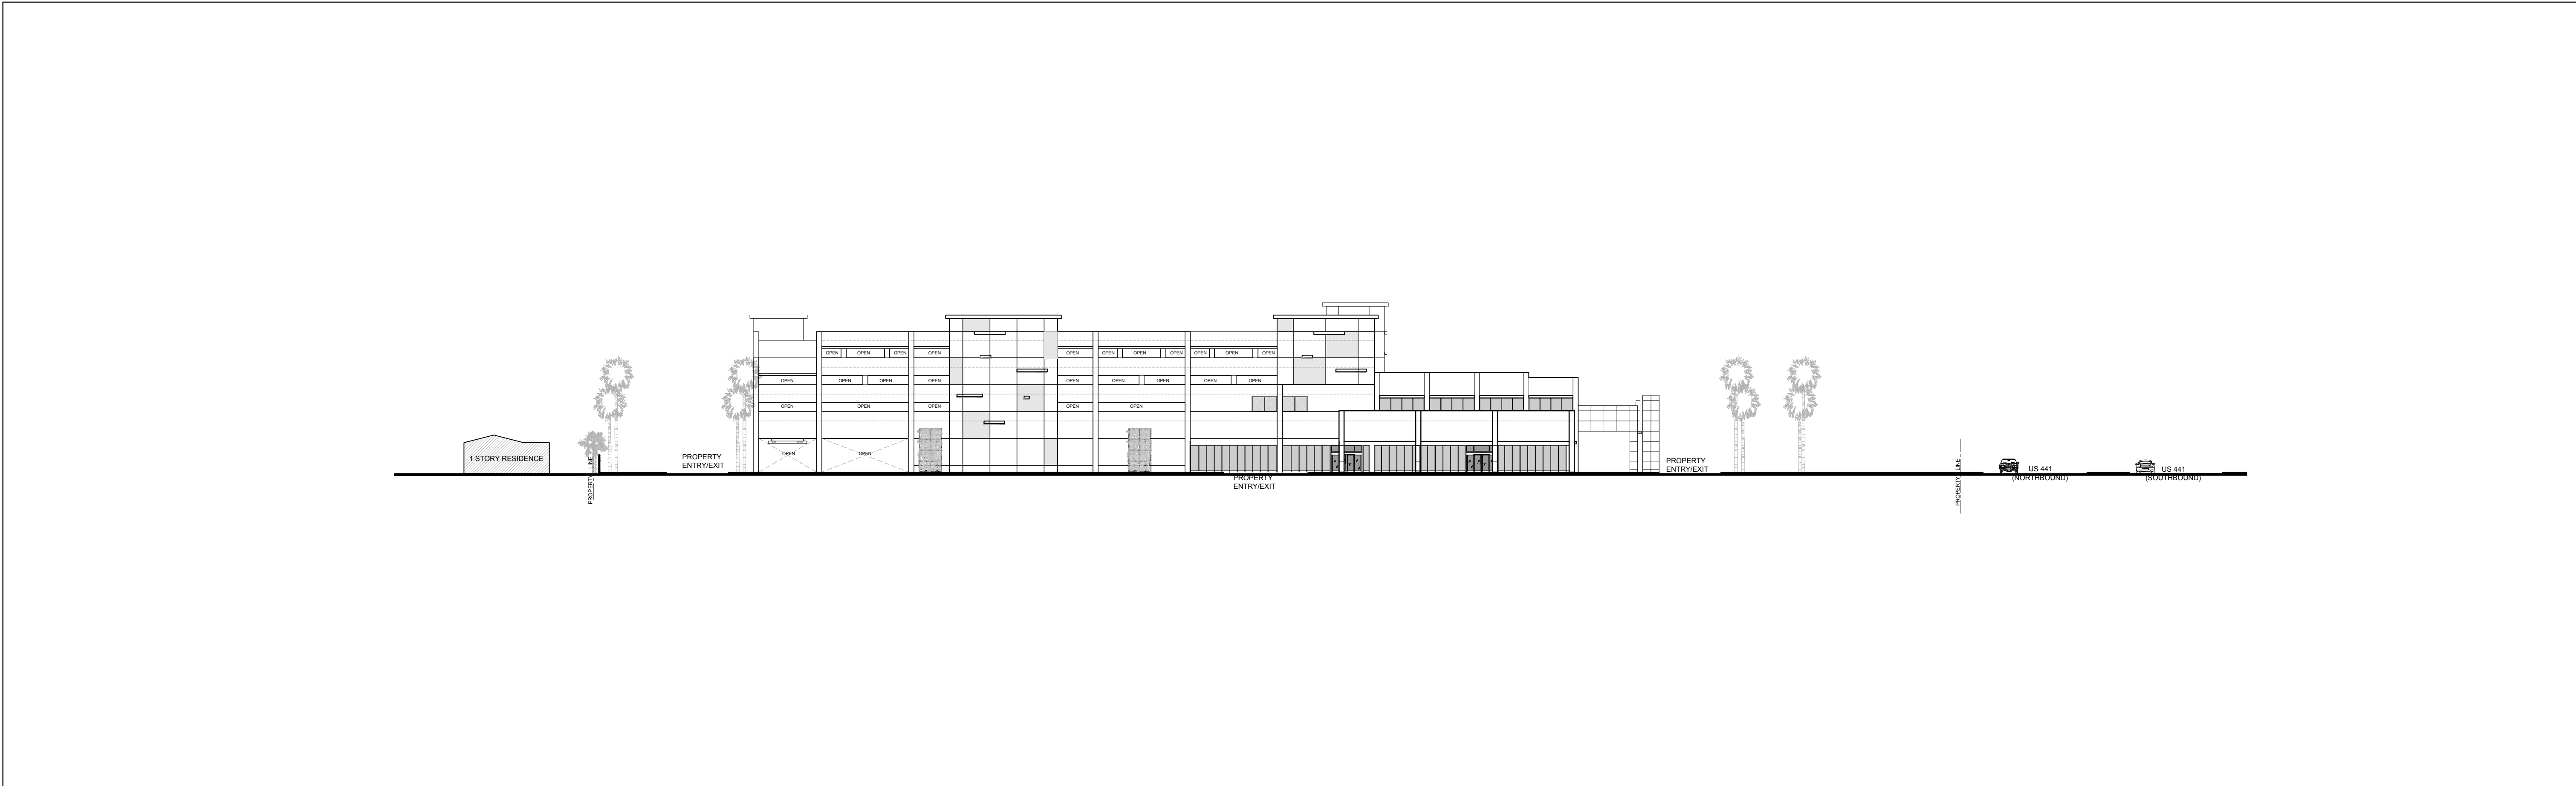 OPEN OPEN OPEN OPEN OPEN OPEN OPEN OPEN OPEN OPEN OPEN
OPEN OPEN OPEN OPEN OPEN OPEN OPEN OPEN OPEN
OPEN OPEN OPEN OPEN OPEN
OPEN OPEN
1 STORY RESIDENCE
PROPERTY LINE
PROPERTY
ENTRY/EXIT
PROPERTY
ENTRY/EXIT
PROPERTY
ENTRY/EXIT
PROPERTY LINE
US 441
(NORTHBOUND)
US 441
(SOUTHBOUND)